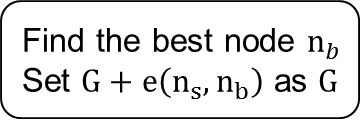 Find the best node n_b
Set G + e(n_s, n_b) as G